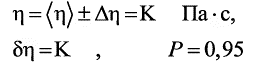 η = ⟨η⟩ ± Δη = К Па · с,
δη = К , P = 0,95